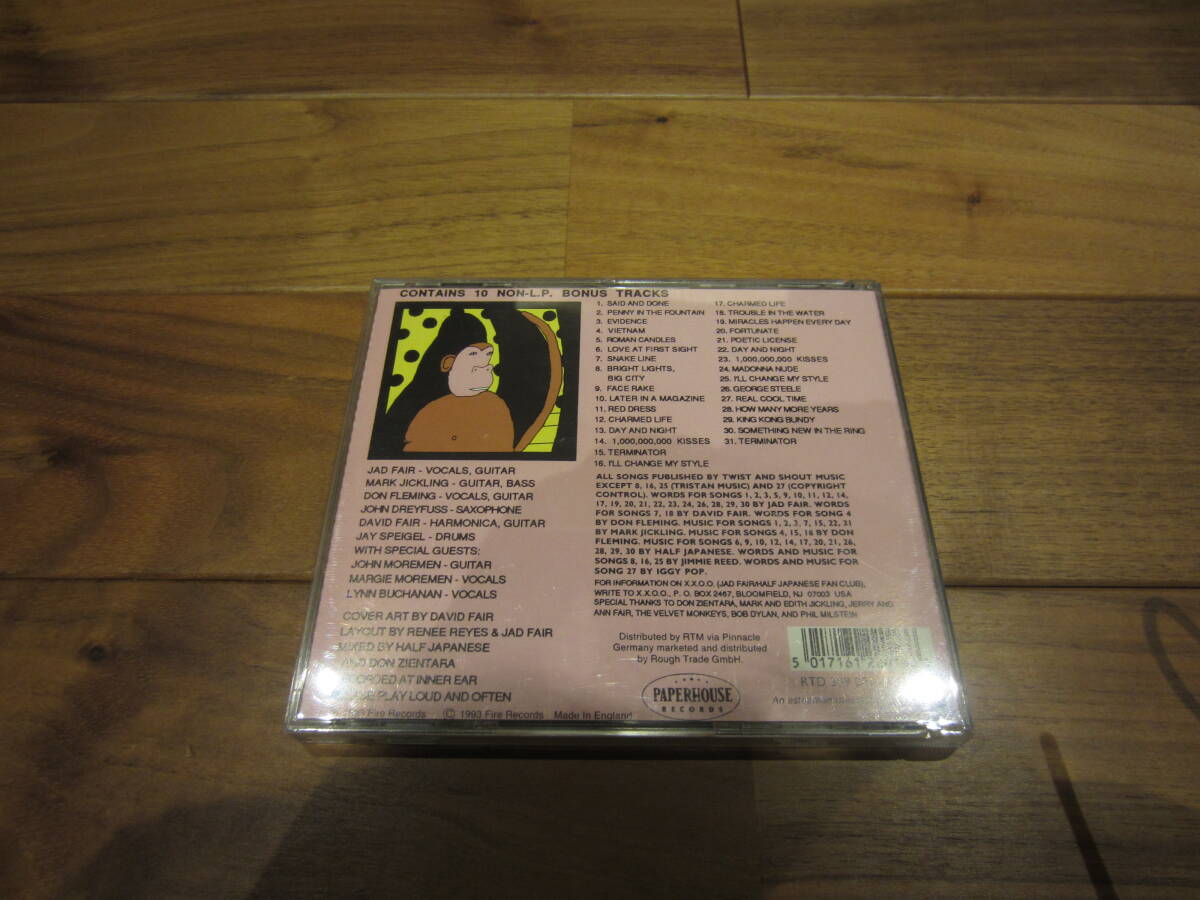 CONTAINS 10 NON-L.P. BONUS TRACKS
1. SAID AND DONE
2. PENNY IN THE FOUNTAIN
3. EVIDENCE
4. VIETNAM
5. ROMAN CANDLES
6. LOVE AT FIRST SIGHT
7. SNAKE LINE
8. BRIGHT LIGHTS,
BIG CITY
9. FACE RAKE
10. LATER IN A MAGAZINE
11. RED DRESS
12. CHARMED LIFE
13. DAY AND NIGHT
14. 1,000,000,000 KISSES
15. TERMINATOR
16. I'LL CHANGE MY STYLE
17. CHARMED LIFE
18. TROUBLE IN THE WATER
19. MIRACLES HAPPEN EVERY DAY
20. FORTUNATE
21. POETIC LICENSE
22. DAY AND NIGHT
23. 1,000,000,000 KISSES
24. MADONNA NUDE
25. I'LL CHANGE MY STYLE
26. GEORGE STEELE
27. REAL COOL TIME
28. HOW MANY MORE YEARS
29. KING KONG BUNDY
30. SOMETHING NEW IN THE RING
31. TERMINATOR
JAD FAIR - VOCALS, GUITAR
MARK JICKLING - GUITAR, BASS
DON FLEMING - VOCALS, GUITAR
JOHN DREYFUSS - SAXOPHONE
DAVID FAIR - HARMONICA, GUITAR
JAY SPEIGEL - DRUMS
WITH SPECIAL GUESTS:
JOHN MOREMEN - GUITAR
MARGIE MOREMEN - VOCALS
LYNN BUCHANAN - VOCALS
COVER ART BY DAVID FAIR
LAYOUT BY RENEE REYES & JAD FAIR
MIXED BY HALF JAPANESE
AND DON ZIENTARA
AT INNER EAR
PLAY LOUD AND OFTEN
ALL SONGS PUBLISHED BY TWIST AND SHOUT MUSIC
EXCEPT 8, 16, 25 (TRISTAN MUSIC) AND 27 (COPYRIGHT
CONTROL). WORDS FOR SONGS 1, 2, 3, 5, 9, 10, 11, 12, 14,
17, 19, 20, 21, 22, 23, 24, 26, 28, 29, 30 BY JAD FAIR. WORDS
FOR SONGS 7, 18 BY DAVID FAIR. WORDS FOR SONG 4
BY DON FLEMING. MUSIC FOR SONGS 1, 2, 3, 7, 15, 22, 31
BY MARK JICKLING. MUSIC FOR SONGS 4, 15, 18 BY DON
FLEMING. MUSIC FOR SONGS 6, 9, 10, 12, 14, 17, 20, 21, 26,
28, 29, 30 BY HALF JAPANESE. WORDS AND MUSIC FOR
SONGS 8, 16, 25 BY JIMMIE REED. WORDS AND MUSIC FOR
SONG 27 BY IGGY POP.
FOR INFORMATION ON X.X.O.O. (JAD FAIR/HALF JAPANESE FAN CLUB),
WRITE TO X.X.O.O., P. O. BOX 2467, BLOOMFIELD, NJ 07003 USA
SPECIAL THANKS TO DON ZIENTARA, MARK AND EDITH JICKLING, JERRY AND
ANN FAIR, THE VELVET MONKEYS, BOB DYLAN, AND PHIL MILSTEIN
Distributed by RTM via Pinnacle
Germany marketed and distributed
by Rough Trade GmbH.
5 017161
RTD
PAPERHOUSE
RECORDS
Fire Records © 1993 Fire Records Made in England
An